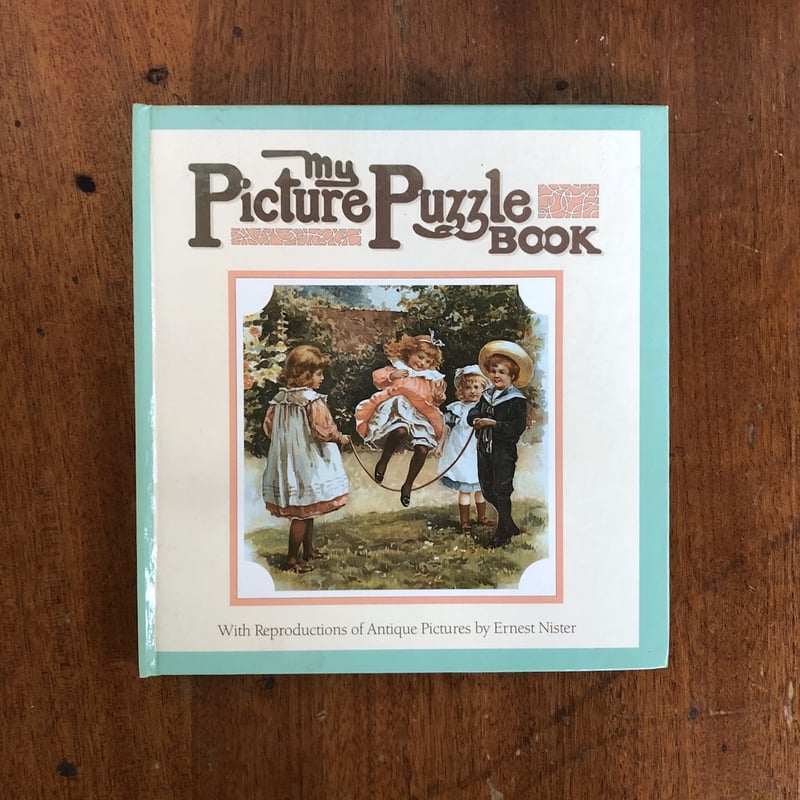 my
Picture Puzzle
BOOK
With Reproductions of Antique Pictures by Ernest Nister